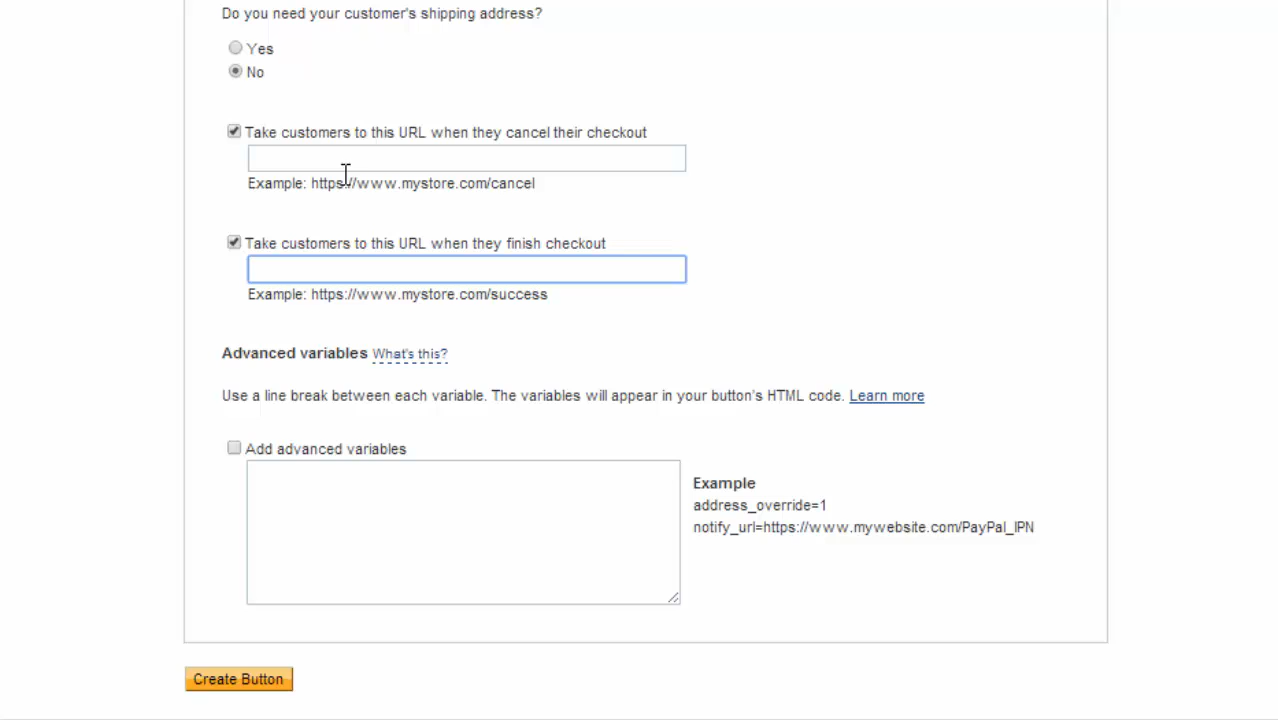 Do you need your customer's shipping address?
Yes
No
Take customers to this URL when they cancel their checkout
Example: https://www.mystore.com/cancel
Take customers to this URL when they finish checkout
Example: https://www.mystore.com/success
Advanced variables What's this?
Use a line break between each variable. The variables will appear in your button's HTML code. Learn more
Add advanced variables
Example
address_override=1
notify_url=https://www.mywebsite.com/PayPal_IPN
Create Button